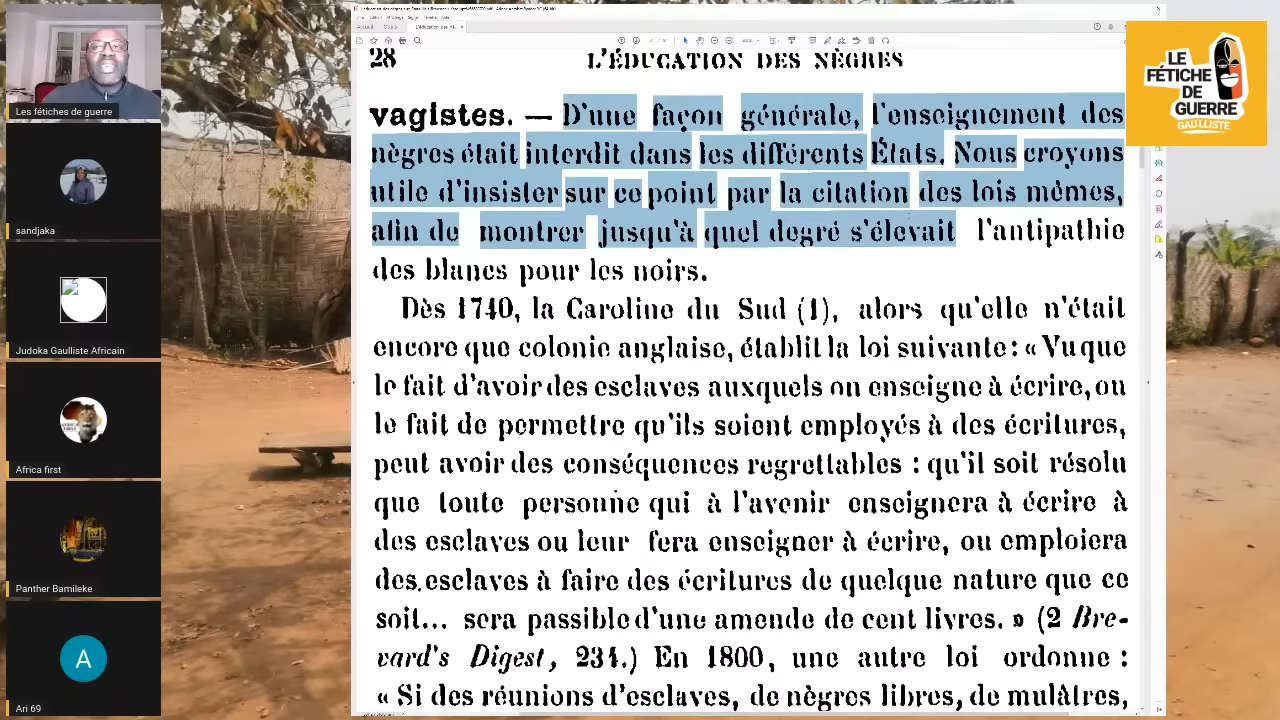 Les fétiches de guerre
sandjaka
Judoka Gaulliste Africain
Africa first
Panther Bamileke
A
Ari 69
Accueil Outils
28 L'ÉDUCATION DES NÈGRES
vagistes. — D'une façon générale, l'enseignement des
nègres était interdit dans les différents États. Nous croyons
utile d'insister sur ce point par la citation des lois mêmes,
afin de montrer jusqu'à quel degré s'élevait l'antipathie
des blancs pour les noirs.
Dès 1740, la Caroline du Sud (1), alors qu'elle n'était
encore que colonie anglaise, établit la loi suivante : « Vu que
le fait d'avoir des esclaves auxquels on enseigne à écrire, ou
le fait de permettre qu'ils soient employés à des écritures,
peut avoir des conséquences regrettables : qu'il soit résolu
que toute personne qui à l'avenir enseignera à écrire à
des esclaves ou leur fera enseigner à écrire, ou emploiera
des esclaves à faire des écritures de quelque nature que ce
soit... sera passible d'une amende de cent livres. » (2 Bre-
vard's Digest, 234.) En 1800, une autre loi ordonne :
« Si des réunions d'esclaves, de nègres libres, de mulâtres,
LE
FÉTICHE
DE
GUERRE
GAULLISTE